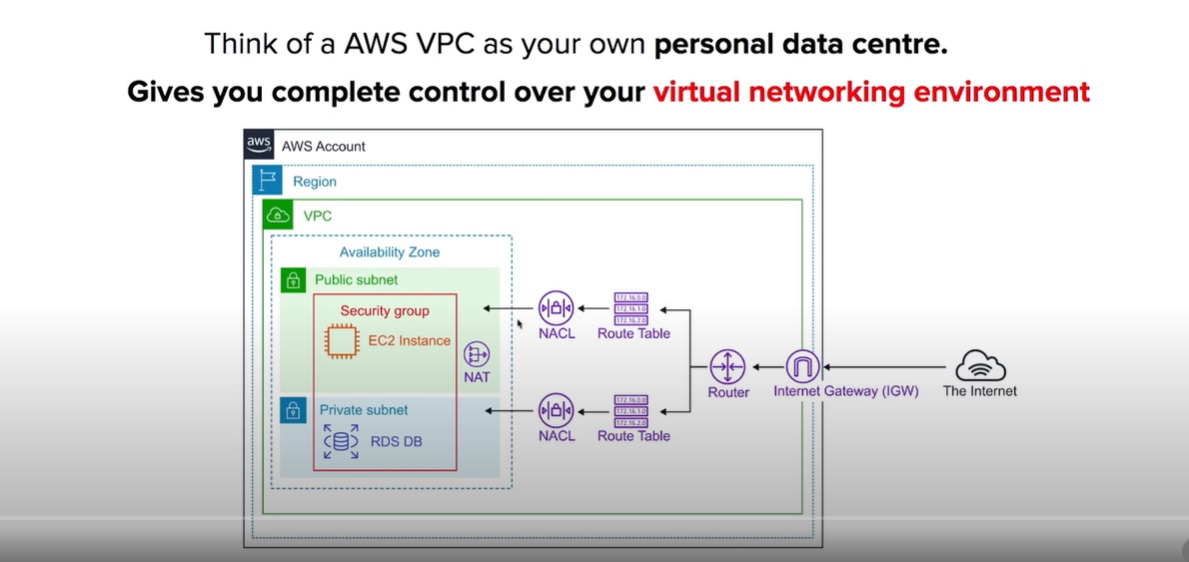 Think of a AWS VPC as your own personal data centre.
Gives you complete control over your virtual networking environment
aws
AWS Account
Region
VPC
Availability Zone
Public subnet
Security group
EC2 Instance
NAT
NACL
172.16.0.0
172.16.1.0
172.16.2.0
Route Table
Router
Internet Gateway (IGW)
The Internet
Private subnet
RDS DB
NACL
172.16.0.0
172.16.1.0
172.16.2.0
Route Table